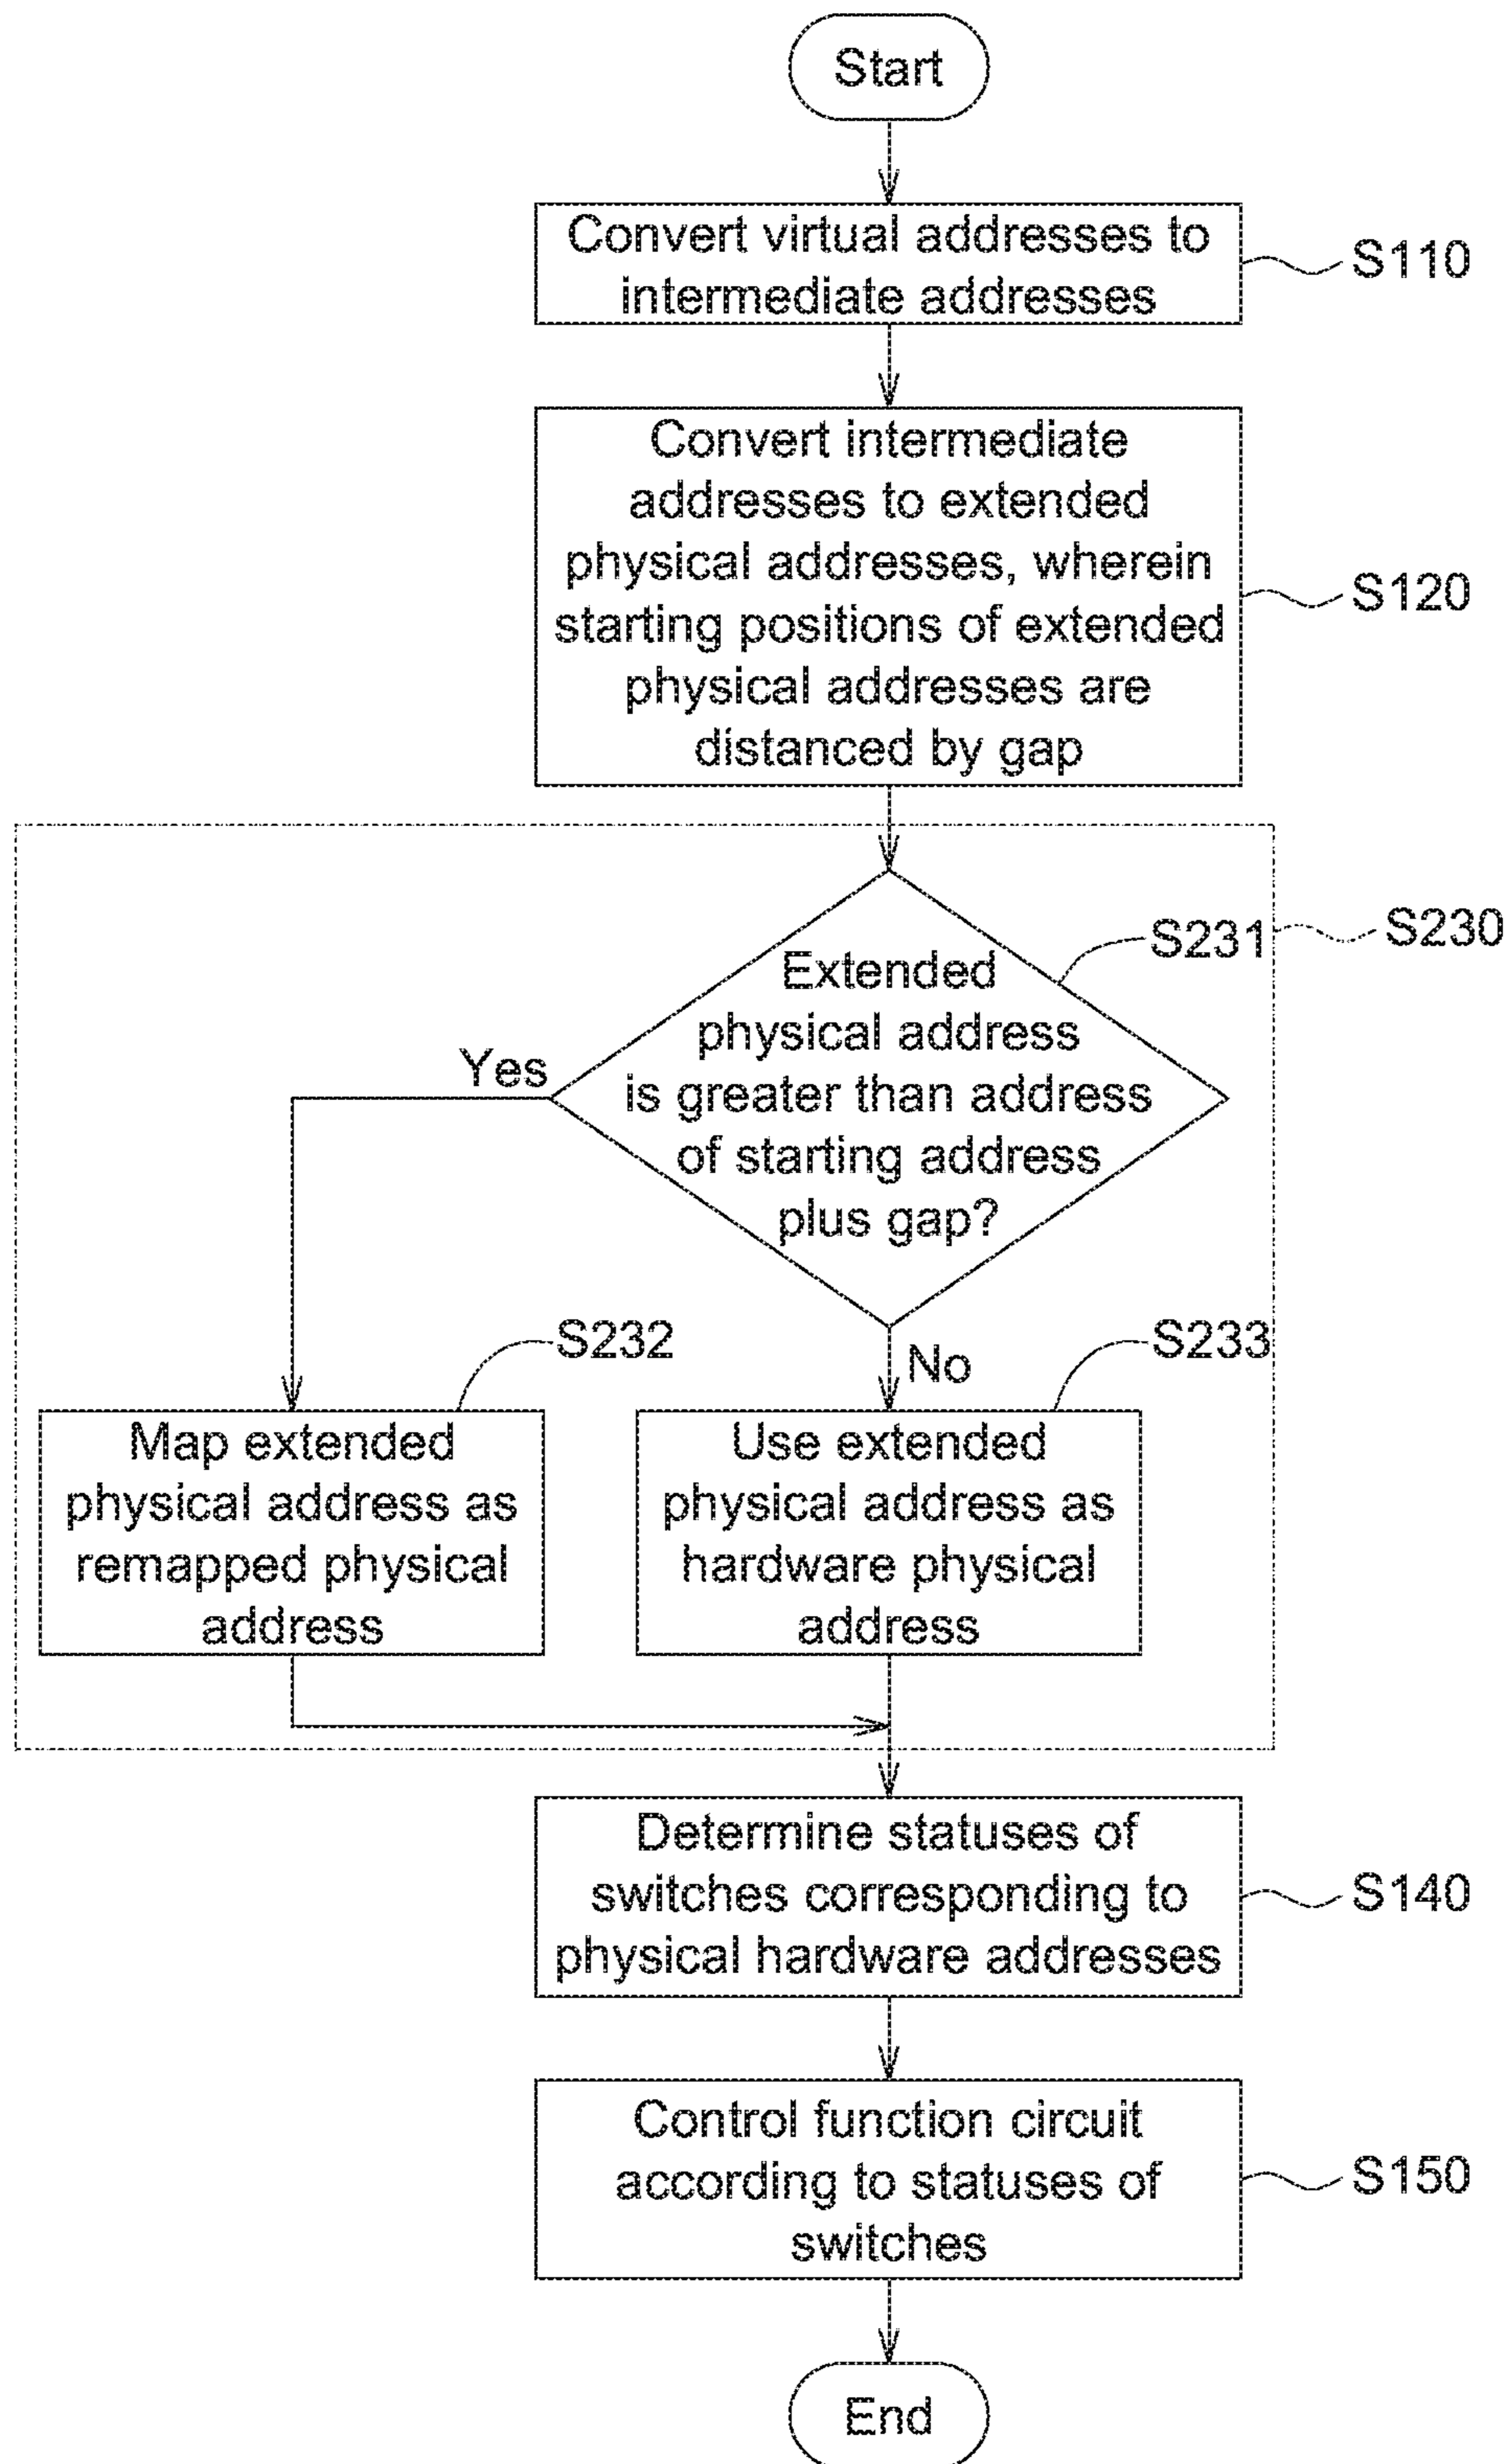 Start
Convert virtual addresses to
intermediate addresses
S110
Convert intermediate
addresses to extended
physical addresses, wherein
starting positions of extended
physical addresses are
distanced by gap
S120
S230
S231
Extended
physical address
is greater than address
of starting address
plus gap?
Yes
No
S232
Map extended
physical address as
remapped physical
address
S233
Use extended
physical address as
hardware physical
address
Determine statuses of
switches corresponding to
physical hardware addresses
S140
Control function circuit
according to statuses of
switches
S150
End